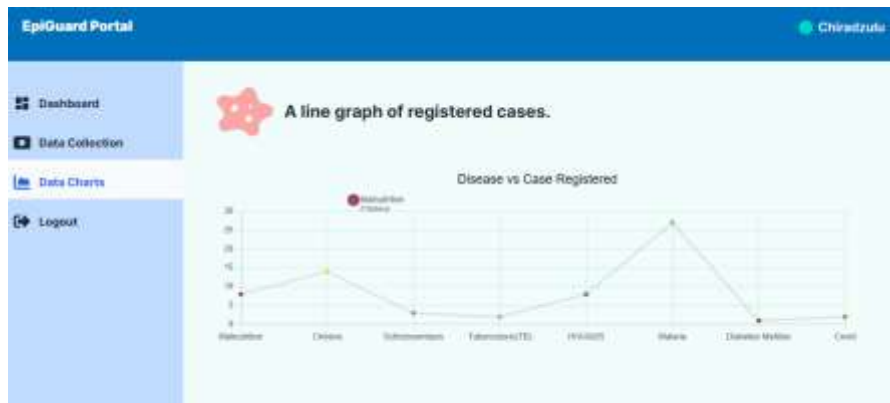 EpiGuard Portal
Chiradzulu
Dashboard
Data Collection
Data Charts
Logout
A line graph of registered cases.
Disease vs Case Registered
Malnutrition
30
25
20
15
10
5
0
Malnutrition
Cholera
Schistosomiasis
Tuberculosis(TB)
HIV/AIDS
Malaria
Diabetes Mellitus
Covid